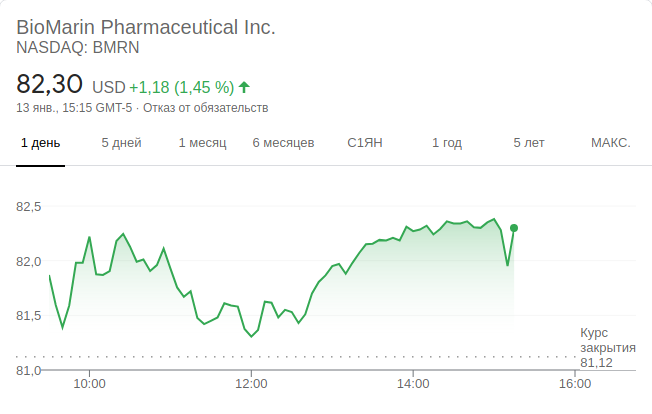 BioMarin Pharmaceutical Inc.
NASDAQ: BMRN
82,30 USD +1,18 (1,45 %)
13 янв., 15:15 GMT-5 · Отказ от обязательств
1 день 5 дней 1 месяц 6 месяцев С1ЯН 1 год 5 лет МАКС.
82,5
82,0
81,5
Курс
закрытия
81,12
81,0
10:00 12:00 14:00 16:00